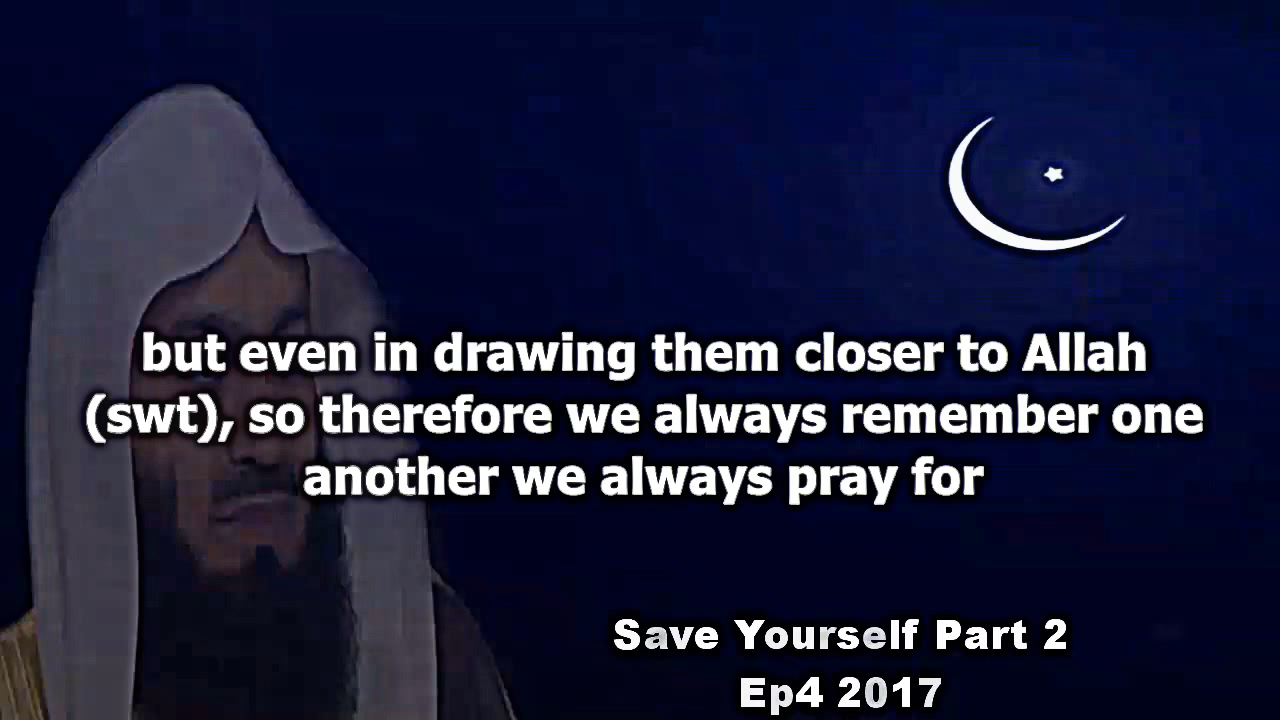 but even in drawing them closer to Allah
(swt), so therefore we always remember one
another we always pray for
Save Yourself Part 2
Ep4 2017